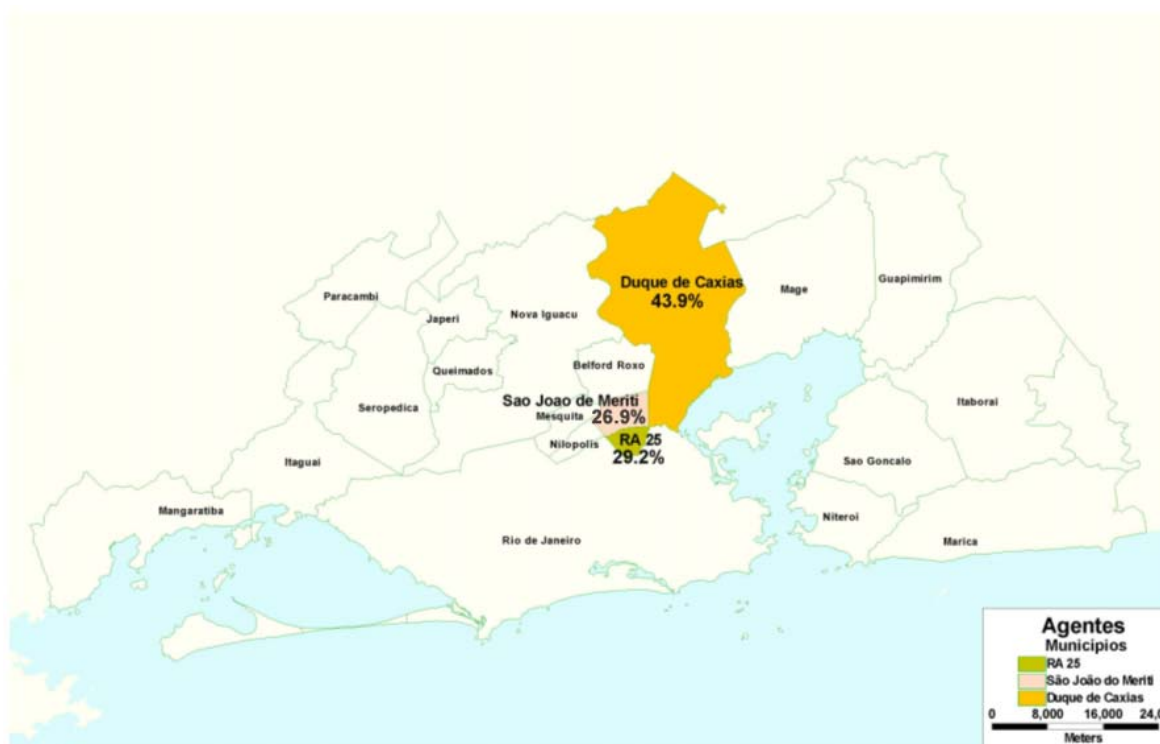 Duque de Caxias
43.9%
Mage
Guapimirim
Paracambi
Japeri
Nova Iguacu
Queimados
Belford Roxo
Itaborai
Seropedica
Sao Joao de Meriti
Mesquita
26.9%
Nilopolis
RA 25
29.2%
Itaguai
Sao Goncalo
Mangaratiba
Niteroi
Rio de Janeiro
Marica
Agentes
Municipios
RA 25
São João do Meriti
Duque de Caxias
0 8,000 16,000 24,0
Meters